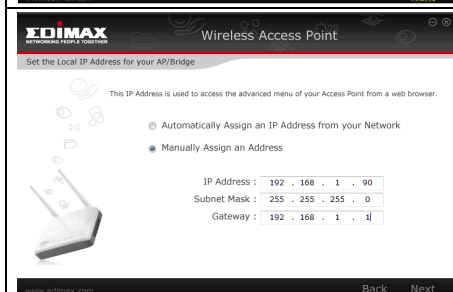 EDIMAX
NETWORKING PEOPLE TOGETHER
Wireless Access Point
Set the Local IP Address for your AP/Bridge
This IP Address is used to access the advanced menu of your Access Point from a web browser.
Automatically Assign an IP Address from your Network
Manually Assign an Address
IP Address : 192 . 168 . 1 . 90
Subnet Mask : 255 . 255 . 255 . 0
Gateway : 192 . 168 . 1 . 1
www.edimax.com Back Next